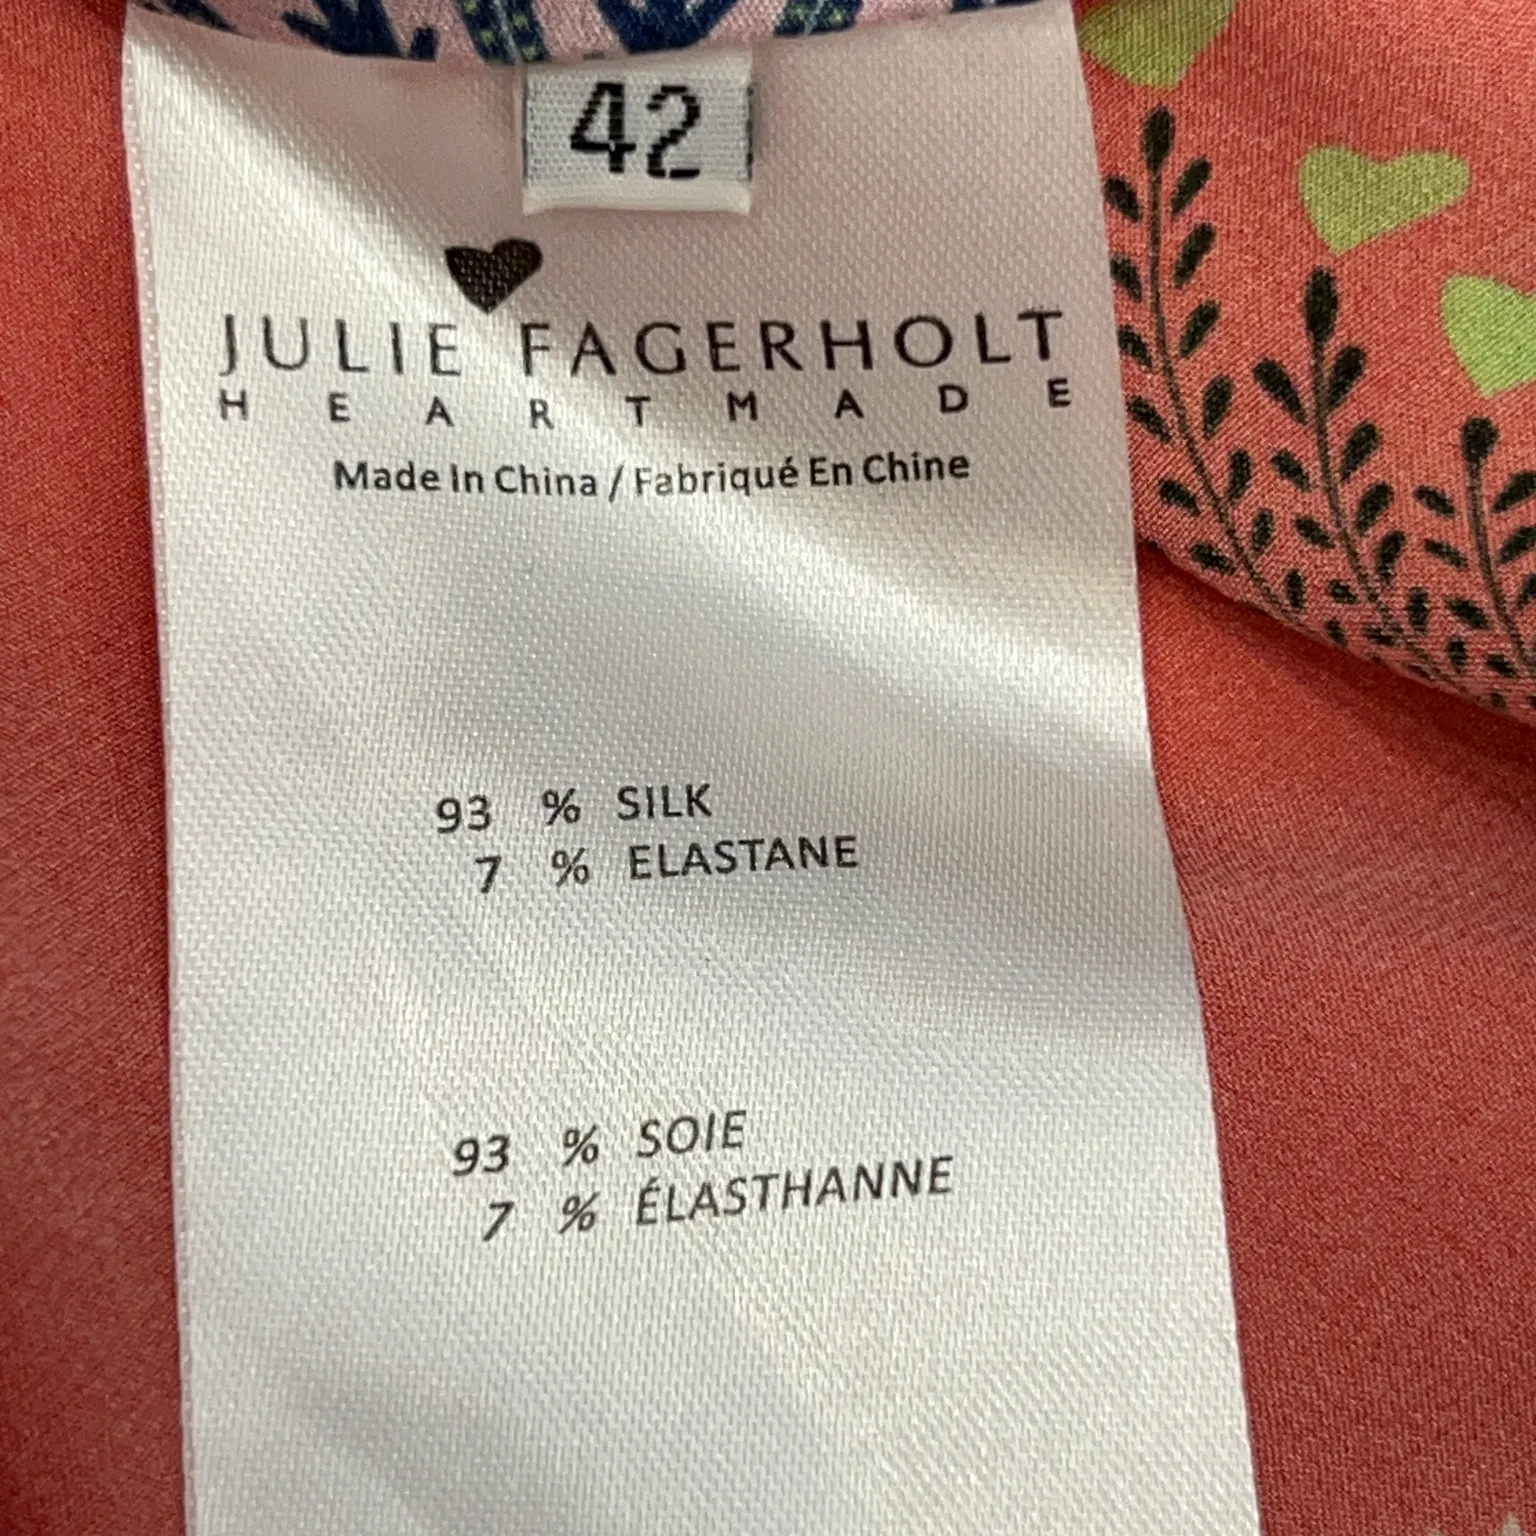 42
JULIE FAGERHOLT
HEARTMADE
Made In China / Fabriqué En Chine
93 % SILK
7 % ELASTANE
93 % SOIE
7 % ÉLASTHANNE